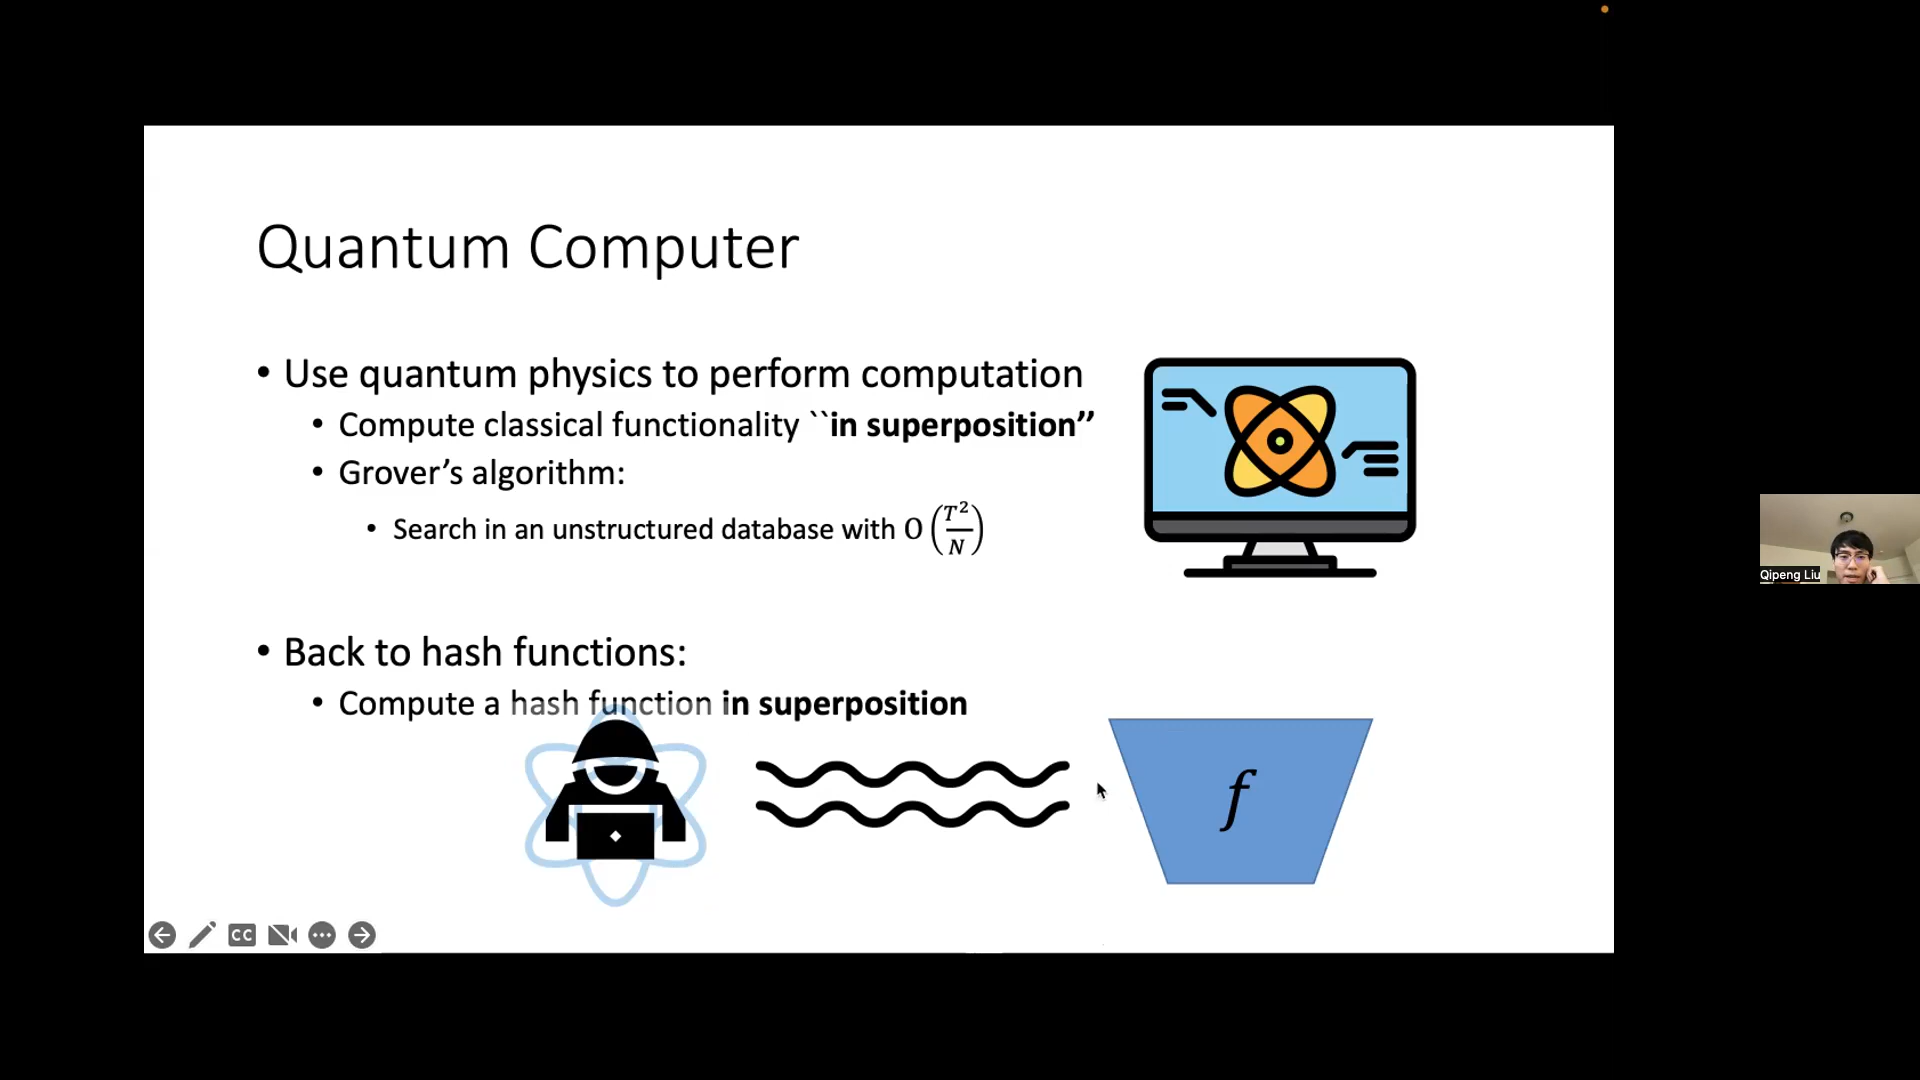 Quantum Computer
• Use quantum physics to perform computation
• Compute classical functionality ``in superposition”
• Grover’s algorithm:
• Search in an unstructured database with O(T²/N)
• Back to hash functions:
• Compute a hash function in superposition
f
CC
Qipeng Liu